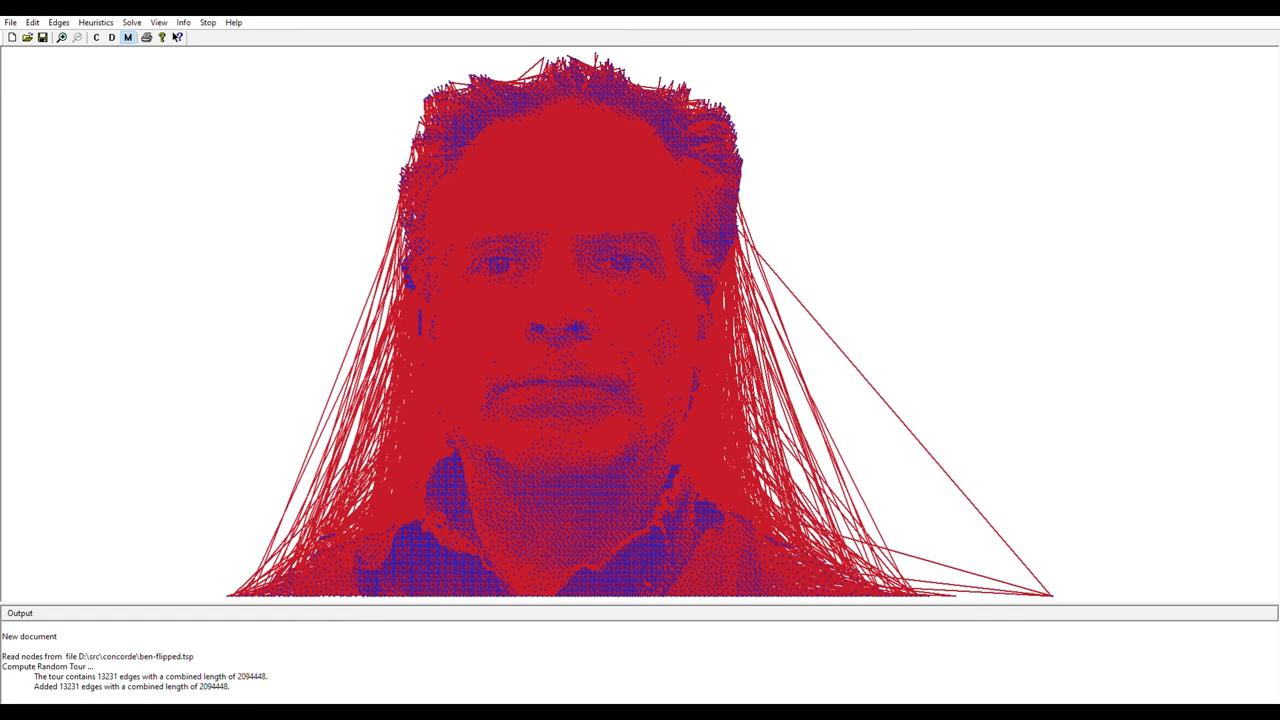 File Edit Edges Heuristics Solve View Info Stop Help
C D M
Output
New document
Read nodes from file D:\src\concorde\ben-flipped.tsp
Compute Random Tour ...
The tour contains 13231 edges with a combined length of 2094448.
Added 13231 edges with a combined length of 2094448.